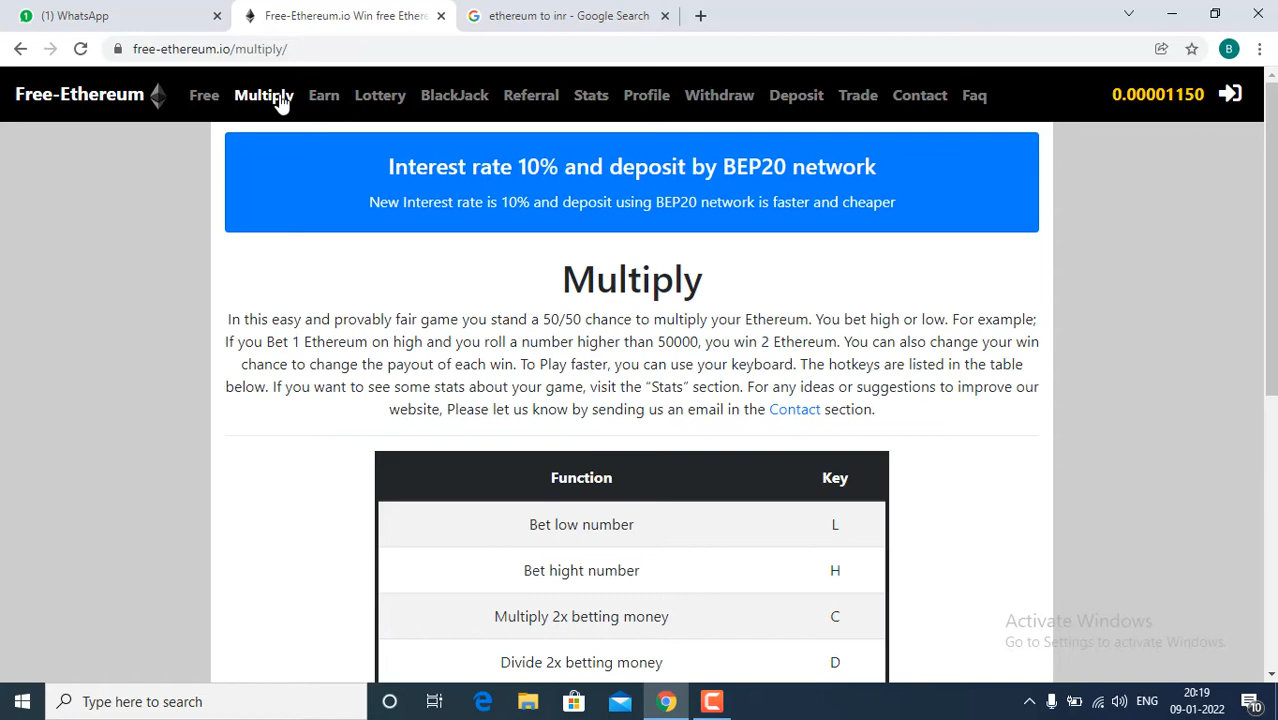 (1) WhatsApp
Free-Ethereum.io Win free Ethere
ethereum to inr - Google Search
free-ethereum.io/multiply/
B
Free-Ethereum Free Multiply Earn Lottery BlackJack Referral Stats Profile Withdraw Deposit Trade Contact Faq 0.00001150
Interest rate 10% and deposit by BEP20 network
New Interest rate is 10% and deposit using BEP20 network is faster and cheaper
Multiply
In this easy and provably fair game you stand a 50/50 chance to multiply your Ethereum. You bet high or low. For example;
If you Bet 1 Ethereum on high and you roll a number higher than 50000, you win 2 Ethereum. You can also change your win
chance to change the payout of each win. To Play faster, you can use your keyboard. The hotkeys are listed in the table
below. If you want to see some stats about your game, visit the “Stats” section. For any ideas or suggestions to improve our
website, Please let us know by sending us an email in the Contact section.
Function Key
Bet low number L
Bet hight number H
Multiply 2x betting money C
Divide 2x betting money D
Activate Windows
Go to Settings to activate Windows.
Type here to search
ENG
20:19
09-01-2022
10